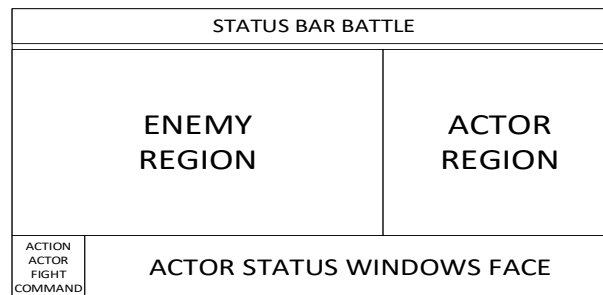 STATUS BAR BATTLE
ENEMY
REGION
ACTOR
REGION
ACTION
ACTOR
FIGHT
COMMAND
ACTOR STATUS WINDOWS FACE